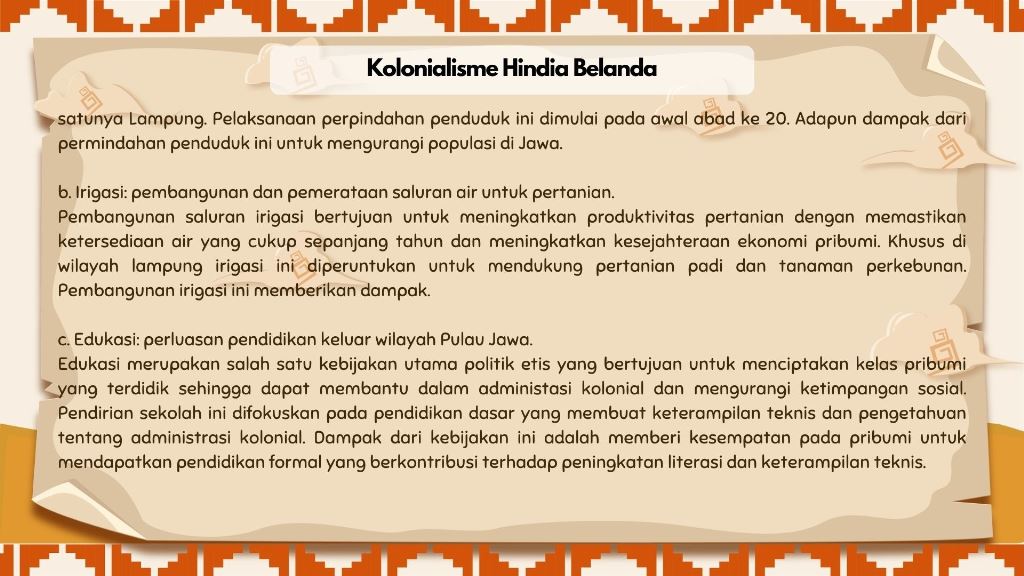 Kolonialisme Hindia Belanda
satunya Lampung. Pelaksanaan perpindahan penduduk ini dimulai pada awal abad ke 20. Adapun dampak dari
permindahan penduduk ini untuk mengurangi populasi di Jawa.
b. Irigasi: pembangunan dan pemerataan saluran air untuk pertanian.
Pembangunan saluran irigasi bertujuan untuk meningkatkan produktivitas pertanian dengan memastikan
ketersediaan air yang cukup sepanjang tahun dan meningkatkan kesejahteraan ekonomi pribumi. Khusus di
wilayah lampung irigasi ini diperuntukan untuk mendukung pertanian padi dan tanaman perkebunan.
Pembangunan irigasi ini memberikan dampak.
c. Edukasi: perluasan pendidikan keluar wilayah Pulau Jawa.
Edukasi merupakan salah satu kebijakan utama politik etis yang bertujuan untuk menciptakan kelas pribumi
yang terdidik sehingga dapat membantu dalam administasi kolonial dan mengurangi ketimpangan sosial.
Pendirian sekolah ini difokuskan pada pendidikan dasar yang membuat keterampilan teknis dan pengetahuan
tentang administrasi kolonial. Dampak dari kebijakan ini adalah memberi kesempatan pada pribumi untuk
mendapatkan pendidikan formal yang berkontribusi terhadap peningkatan literasi dan keterampilan teknis.